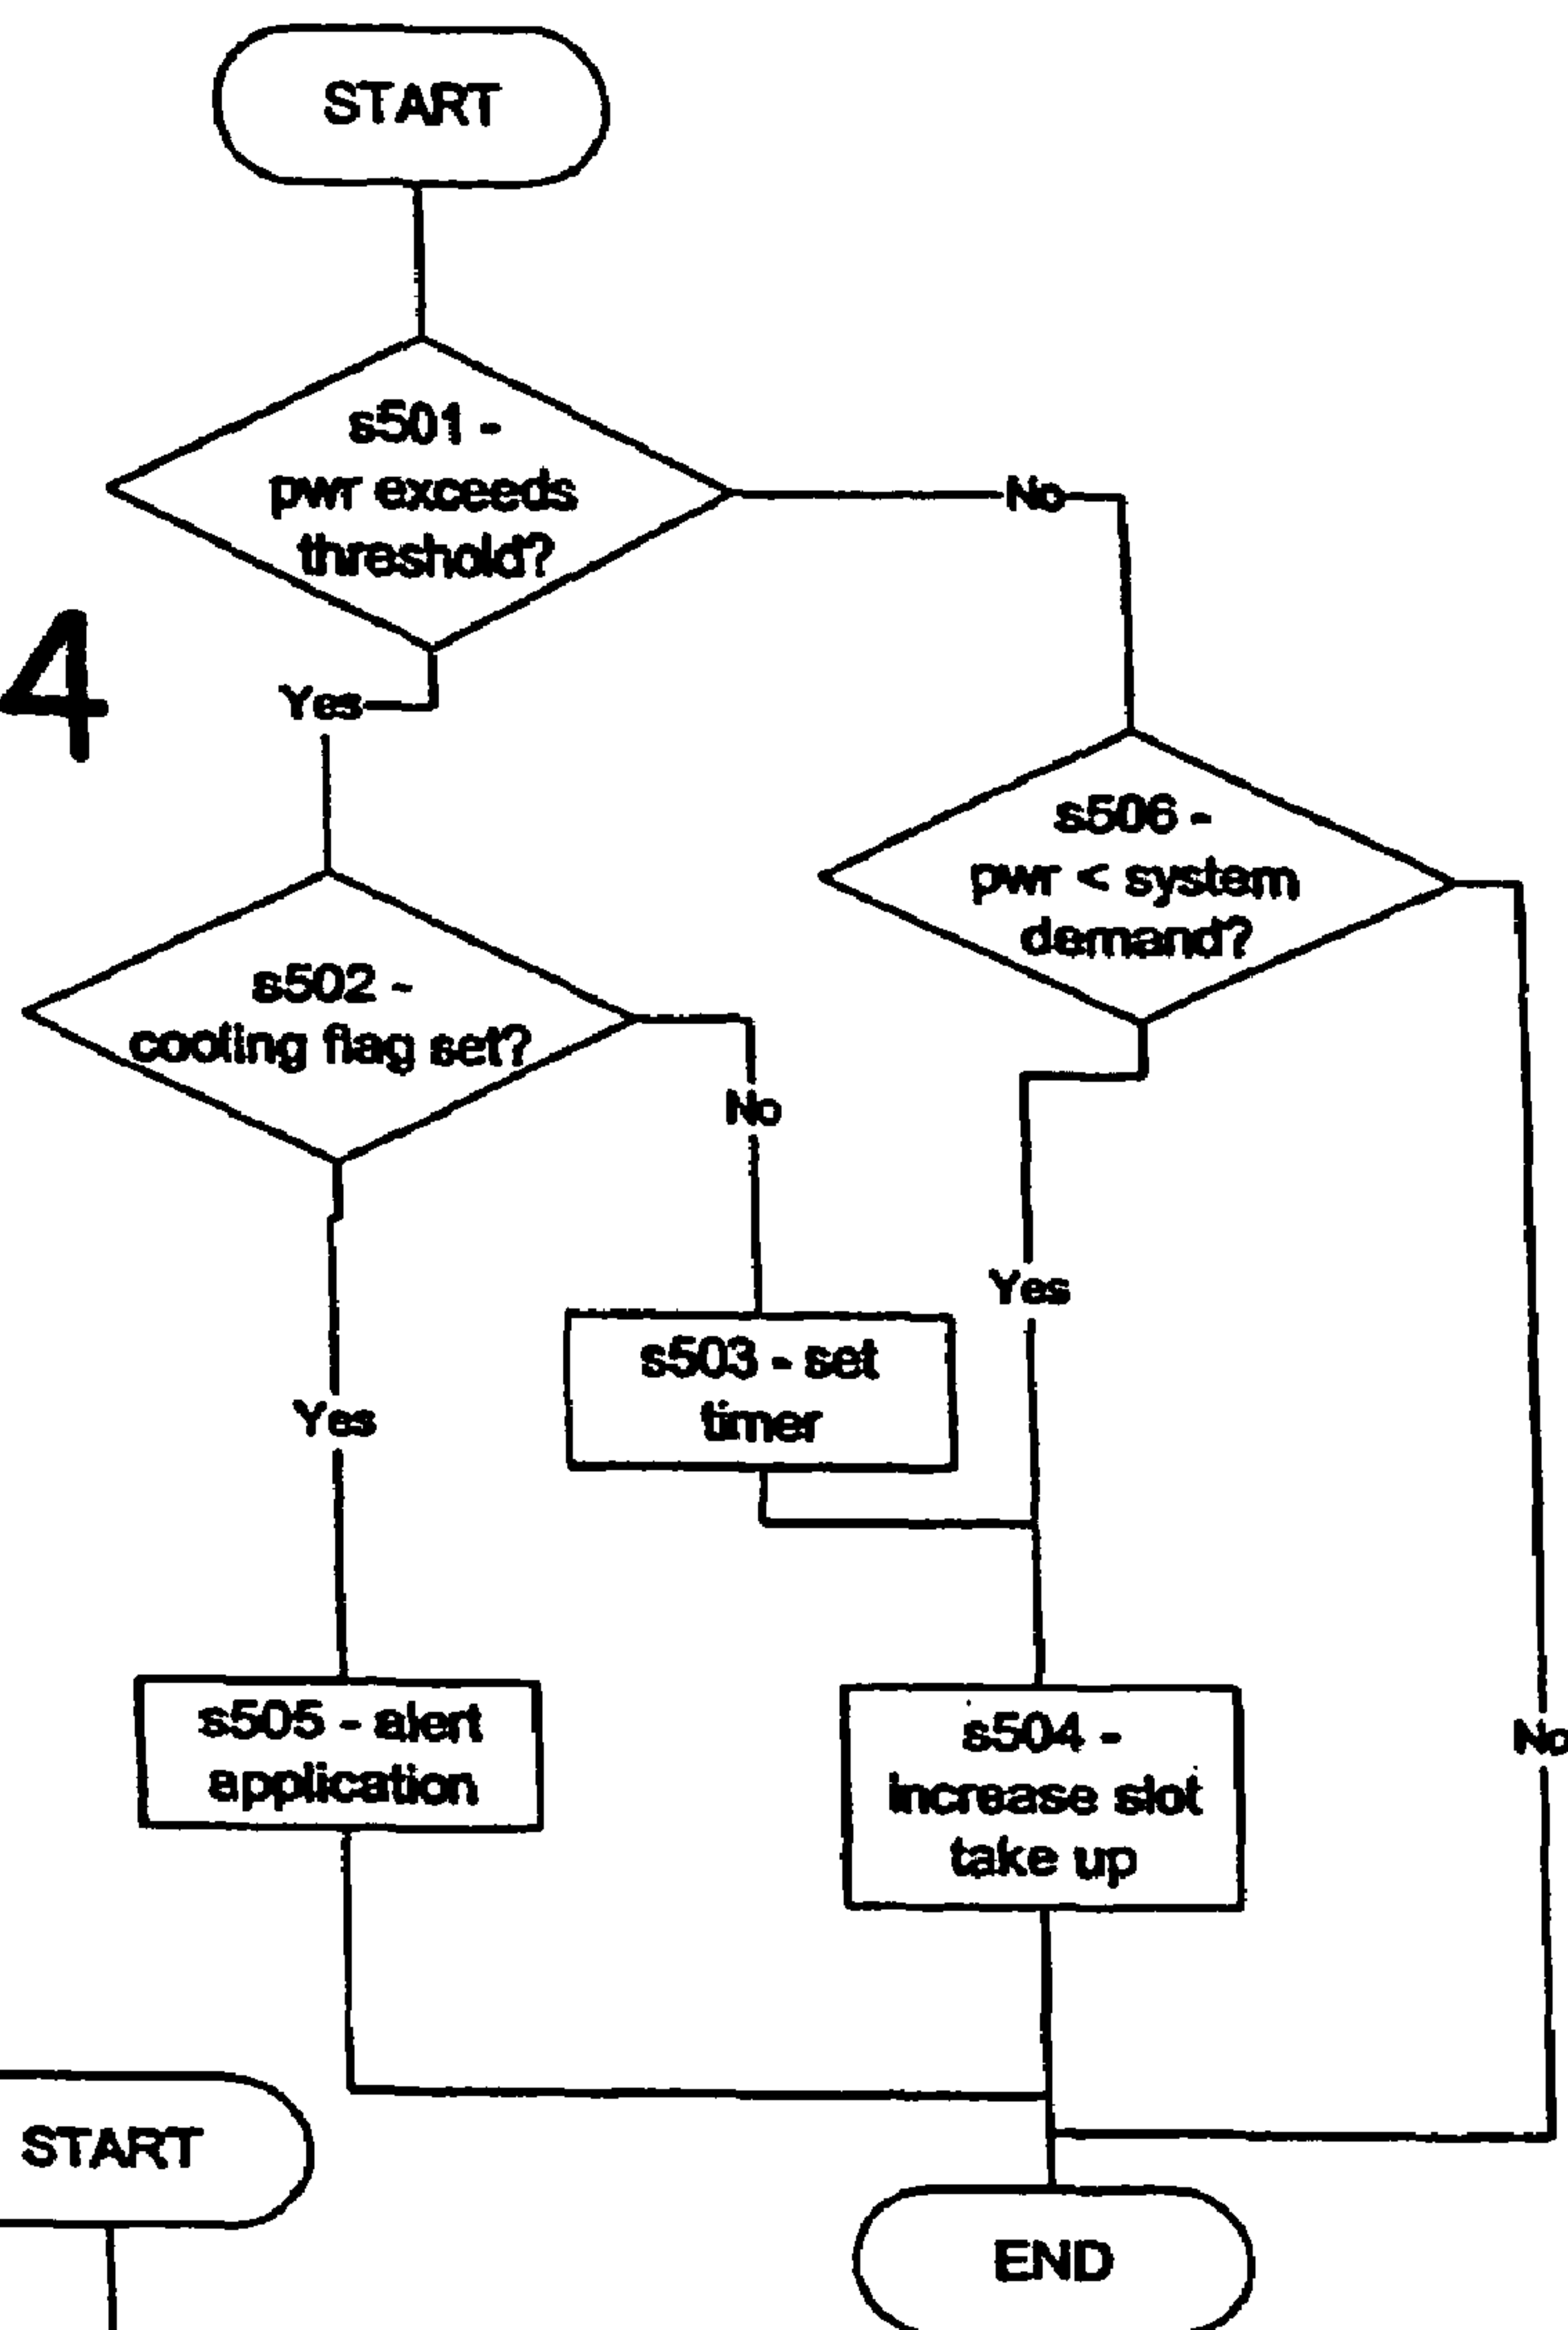 START
s501 -
pwr exceeds
threshold?
No
4
Yes
s506 -
pwr < system
demand?
s502 -
cooling flag set?
No
Yes
s503 - set
timer
Yes
s505 - alert
application
s504 -
increase slot
take up
No
START
END